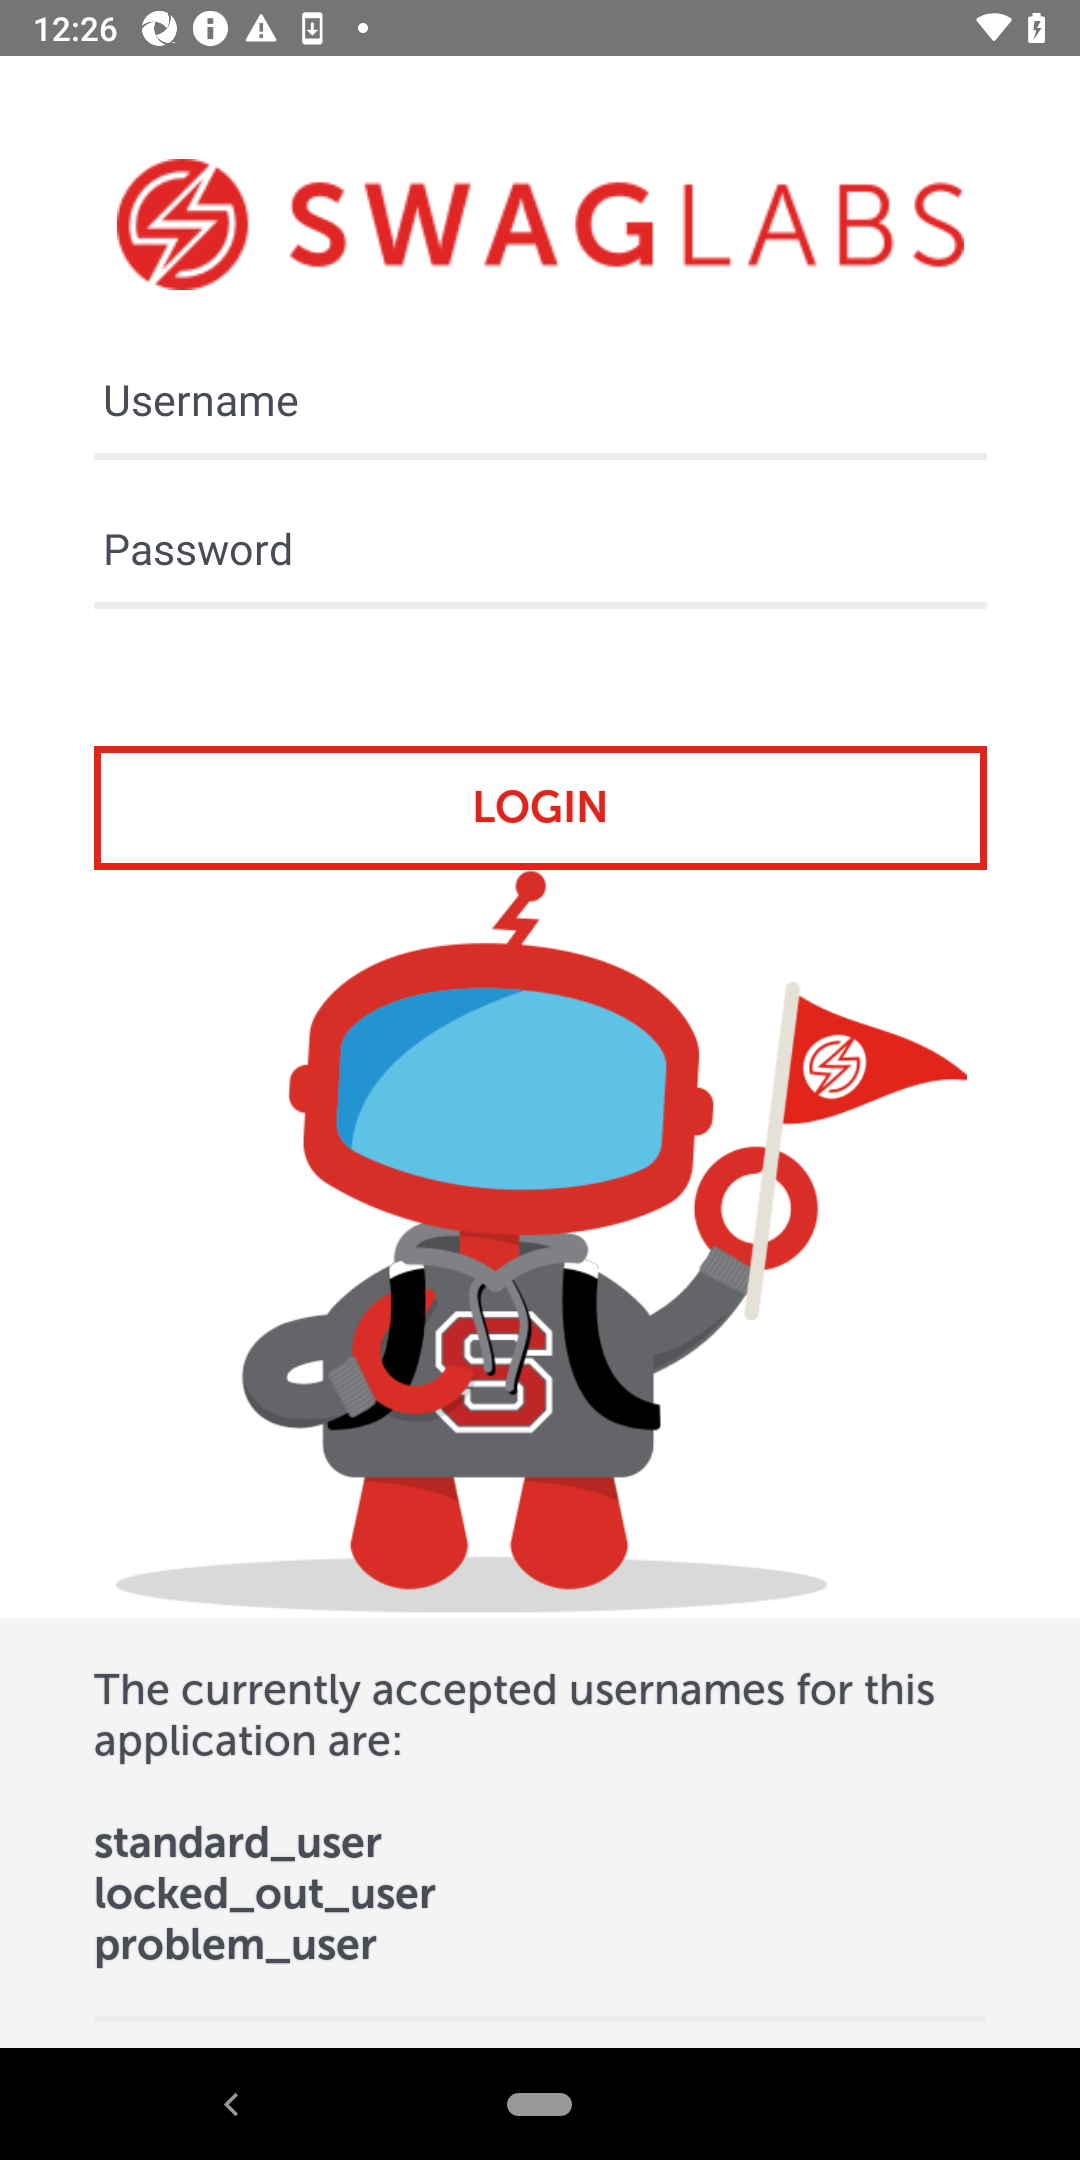 12:26
SWAGLABS
Username
Password
LOGIN
S
The currently accepted usernames for this
application are:
standard_user
locked_out_user
problem_user